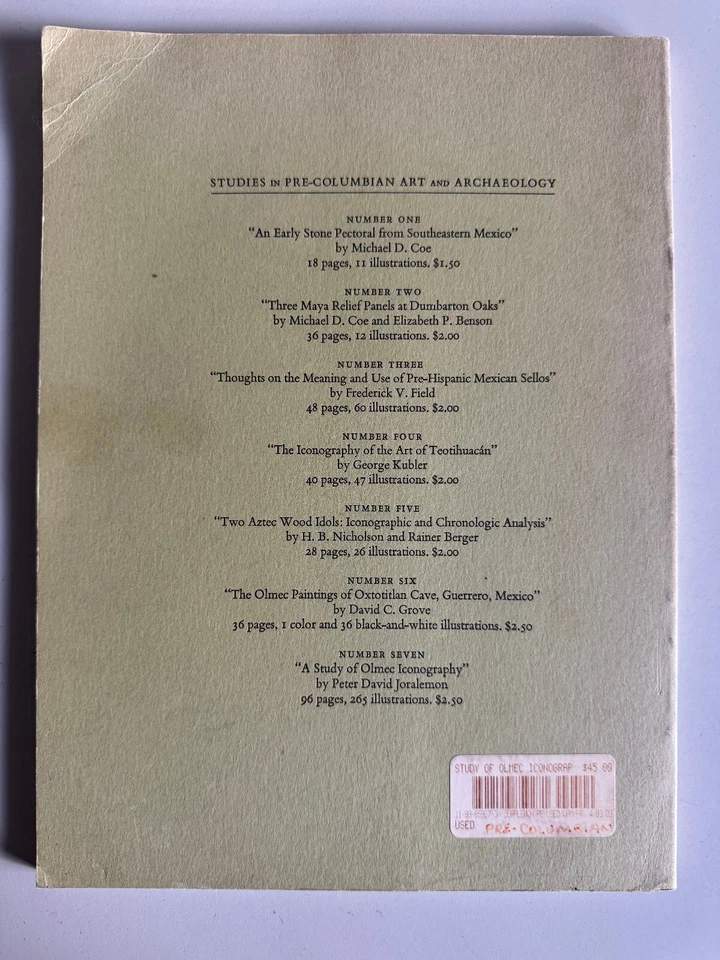 STUDIES IN PRE-COLUMBIAN ART AND ARCHAEOLOGY
NUMBER ONE
“An Early Stone Pectoral from Southeastern Mexico”
by Michael D. Coe
18 pages, 11 illustrations. $1.50
NUMBER TWO
“Three Maya Relief Panels at Dumbarton Oaks”
by Michael D. Coe and Elizabeth P. Benson
36 pages, 12 illustrations. $2.00
NUMBER THREE
“Thoughts on the Meaning and Use of Pre-Hispanic Mexican Sellos”
by Frederick V. Field
48 pages, 60 illustrations. $2.00
NUMBER FOUR
“The Iconography of the Art of Teotihuacán”
by George Kubler
40 pages, 47 illustrations. $2.00
NUMBER FIVE
“Two Aztec Wood Idols: Iconographic and Chronologic Analysis”
by H. B. Nicholson and Rainer Berger
28 pages, 26 illustrations. $2.00
NUMBER SIX
“The Olmec Paintings of Oxtotitlan Cave, Guerrero, Mexico”
by David C. Grove
36 pages, 1 color and 36 black-and-white illustrations. $2.50
NUMBER SEVEN
“A Study of Olmec Iconography”
by Peter David Joralemon
96 pages, 265 illustrations. $2.50
STUDY OF OLMEC ICONOGRAP $45.00
USED PRE-COLUMBIAN